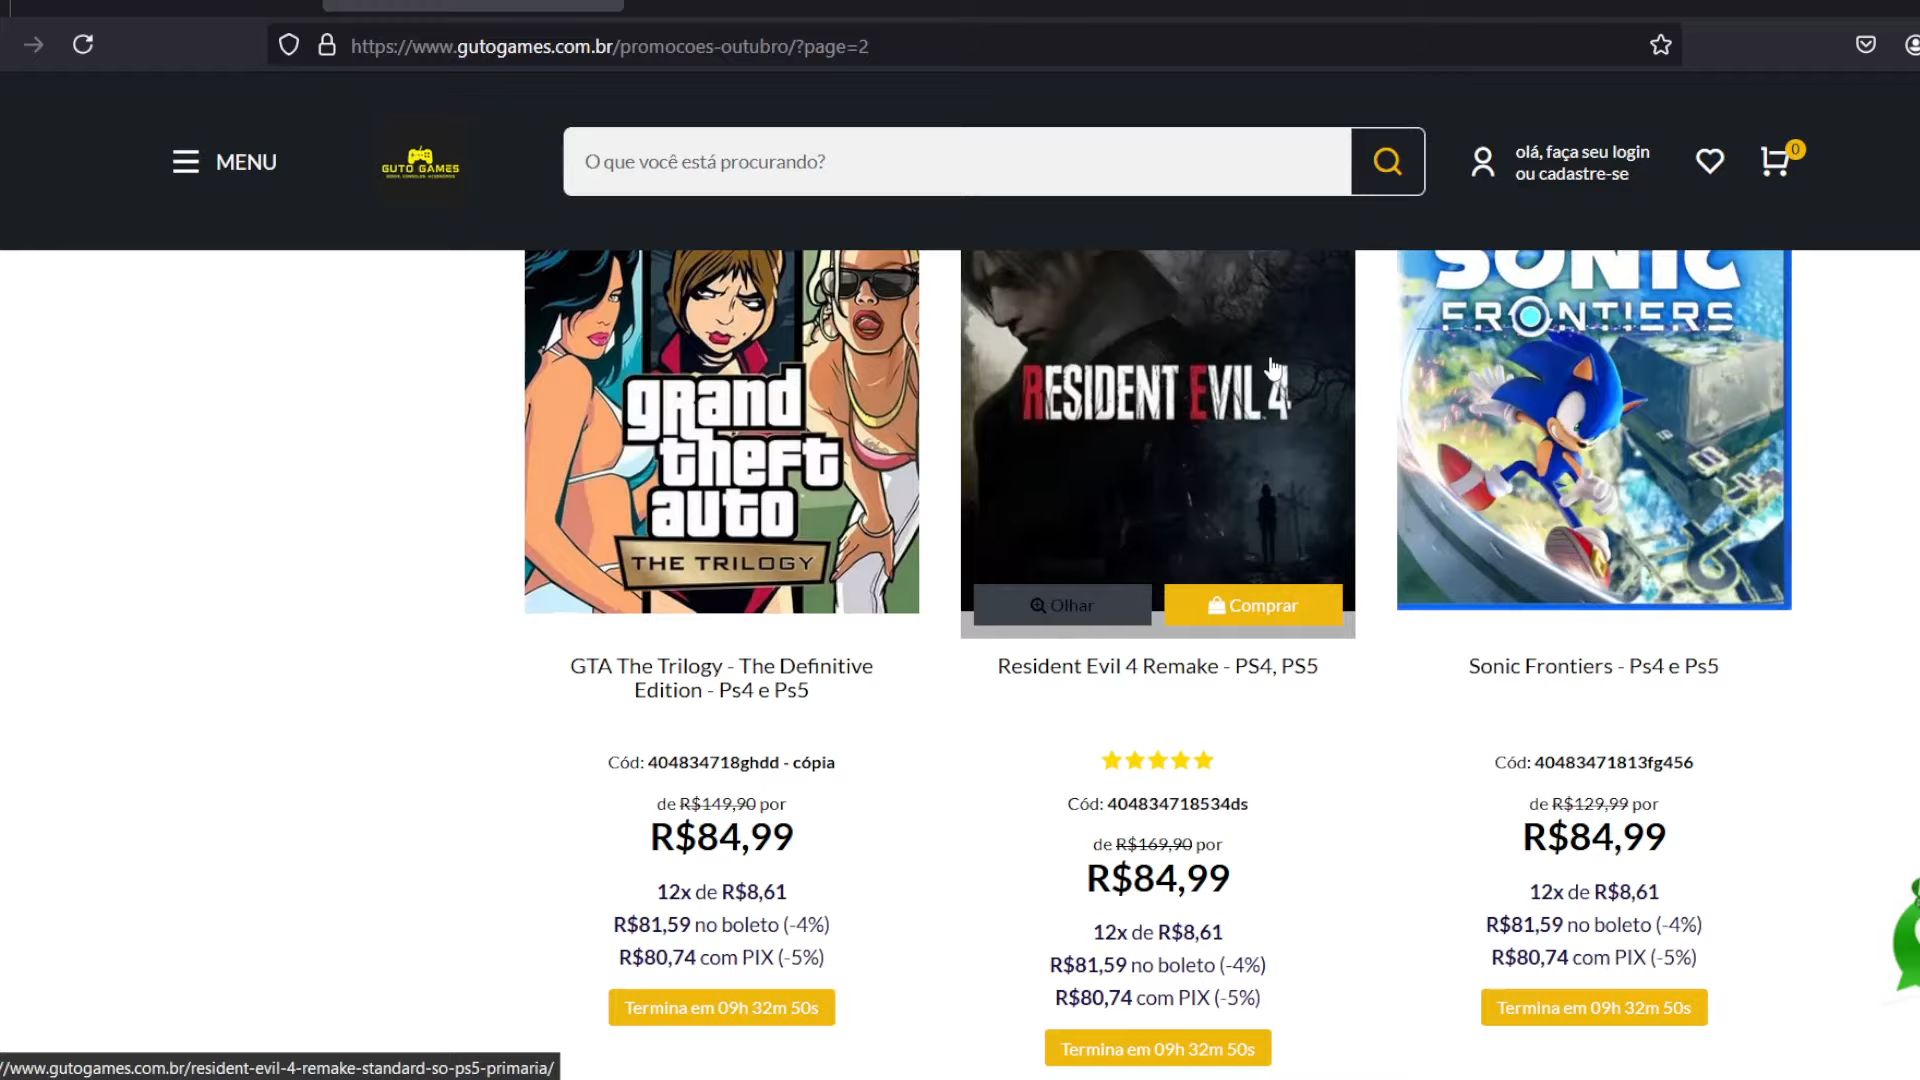 https://www.gutogames.com.br/promocoes-outubro/?page=2
MENU
GUTO GAMES
O que você está procurando?
olá, faça seu login
ou cadastre-se
0
grand
theft
auto
THE TRILOGY
RESIDENT EVIL 4
SONIC
FRONTIERS
Olhar
Comprar
GTA The Trilogy - The Definitive
Edition - Ps4 e Ps5
Cód: 404834718ghdd - cópia
de R$149,90 por
R$84,99
12x de R$8,61
R$81,59 no boleto (-4%)
R$80,74 com PIX (-5%)
Termina em 09h 32m 50s
Resident Evil 4 Remake - PS4, PS5
Cód: 404834718534ds
de R$169,90 por
R$84,99
12x de R$8,61
R$81,59 no boleto (-4%)
R$80,74 com PIX (-5%)
Termina em 09h 32m 50s
Sonic Frontiers - Ps4 e Ps5
Cód: 40483471813fg456
de R$129,99 por
R$84,99
12x de R$8,61
R$81,59 no boleto (-4%)
R$80,74 com PIX (-5%)
Termina em 09h 32m 50s
//www.gutogames.com.br/resident-evil-4-remake-standard-so-ps5-primaria/